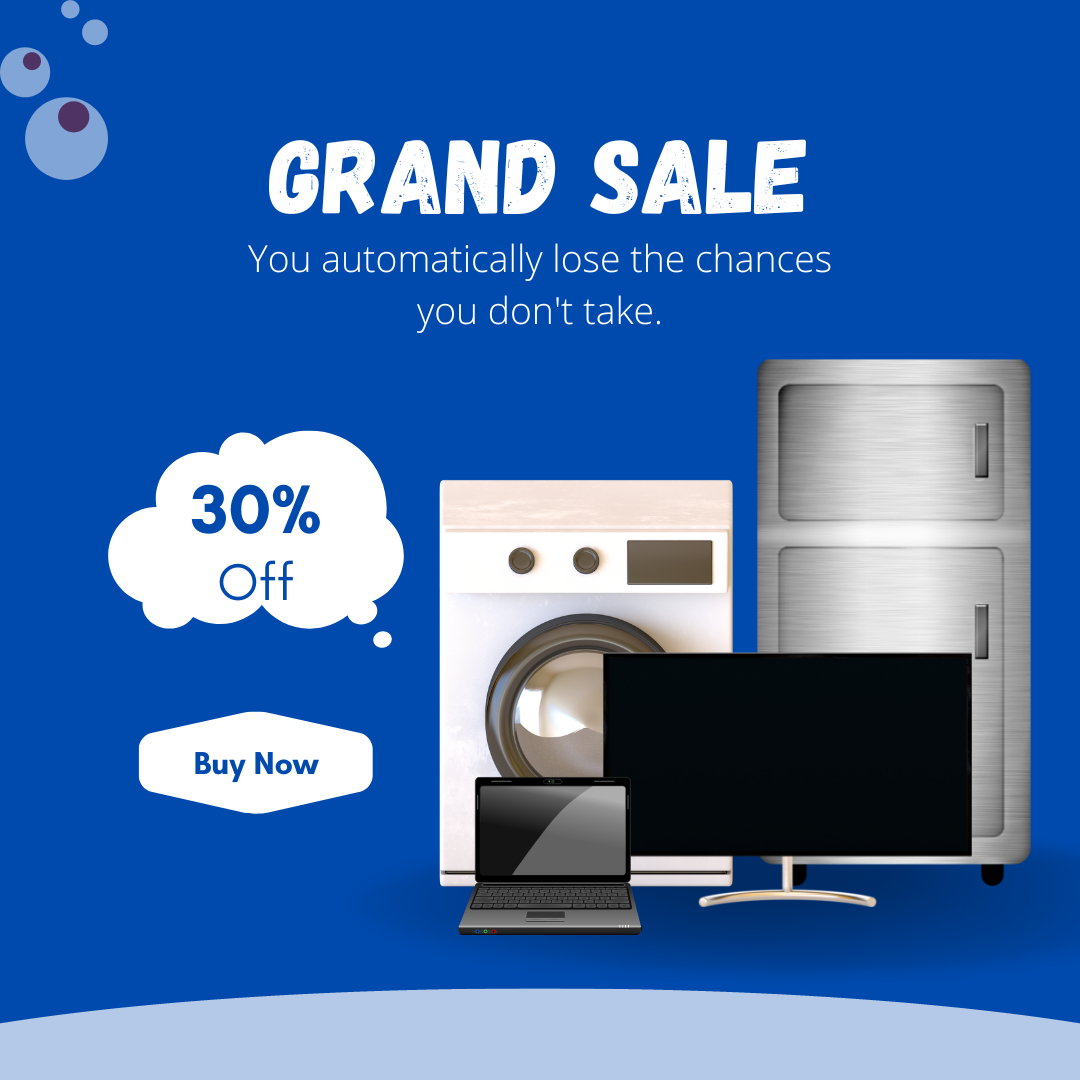 GRAND SALE
You automatically lose the chances
you don't take.
30%
Off
Buy Now